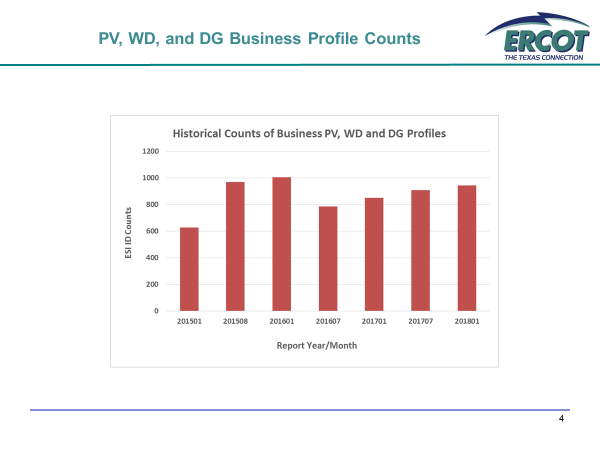 PV, WD, and DG Business Profile Counts
ERCOT
THE TEXAS CONNECTION
Historical Counts of Business PV, WD and DG Profiles
1200
1000
800
600
400
200
0
ESI ID Counts
201501 201508 201601 201607 201701 201707 201801
Report Year/Month
4